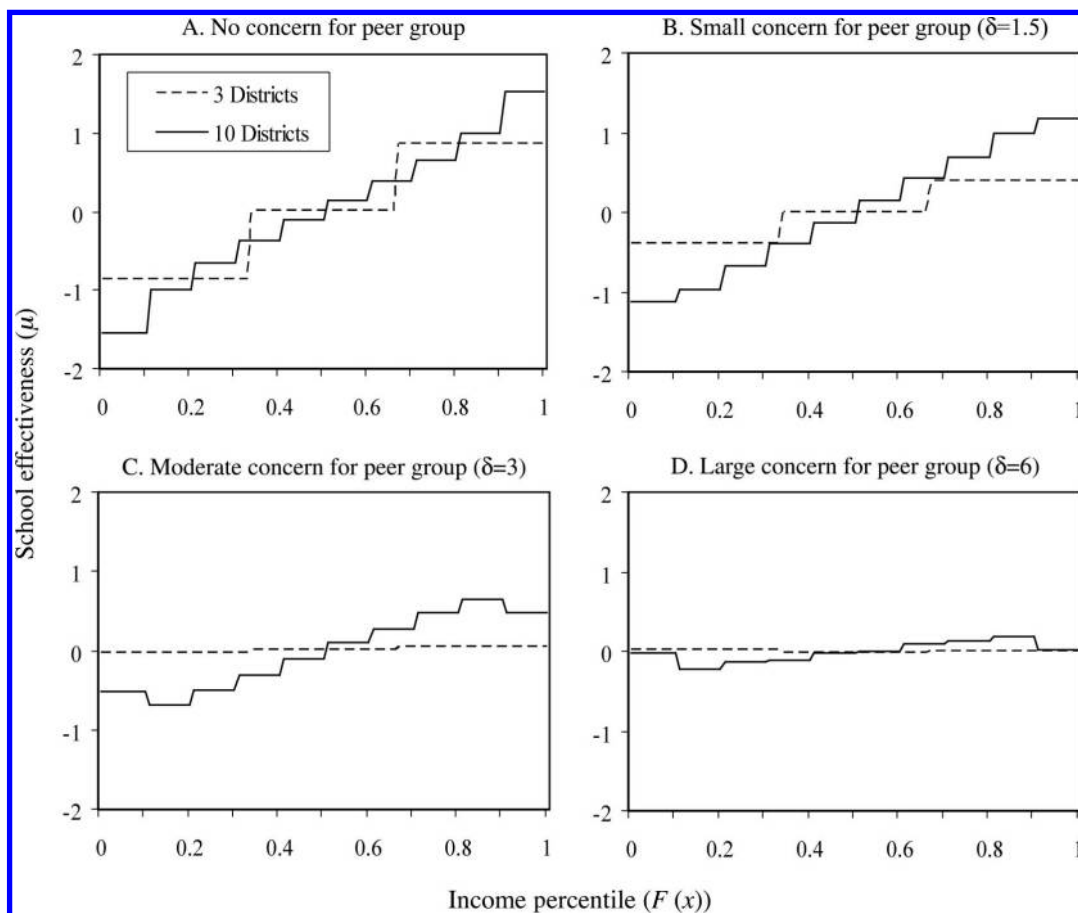 A. No concern for peer group
2
1
0
-1
-2
0 0.2 0.4 0.6 0.8 1
3 Districts
10 Districts
B. Small concern for peer group (δ=1.5)
2
1
0
-1
-2
0 0.2 0.4 0.6 0.8 1
School effectiveness (μ)
C. Moderate concern for peer group (δ=3)
2
1
0
-1
-2
0 0.2 0.4 0.6 0.8 1
D. Large concern for peer group (δ=6)
2
1
0
-1
-2
0 0.2 0.4 0.6 0.8 1
Income percentile (F (x))